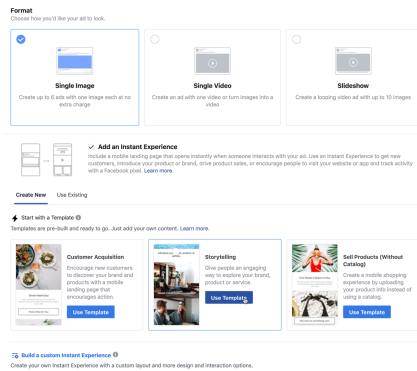 Format
Choose how you'd like your ad to look.
Single Image
Create up to 6 ads with one image each at no
extra charge
Single Video
Create an ad with one video or turn images into a
video
Slideshow
Create a looping video ad with up to 10 images
Add an Instant Experience
Include a mobile landing page that opens instantly when someone interacts with your ad. Use an Instant Experience to get new
customers, introduce your product or brand, drive product sales, or encourage people to visit your website or app and track activity
with a Facebook pixel. Learn more.
Create New Use Existing
Start with a Template
Templates are pre-built and ready to go. Just add your own content. Learn more.
Customer Acquisition
Encourage new customers
to discover your brand and
products with a mobile
landing page that
encourages action.
Use Template
Storytelling
Give people an engaging
way to explore your brand,
product or service.
Use Template
Sell Products (Without
Catalog)
Create a mobile shopping
experience by uploading
your product info instead of
using a catalog.
Use Template
Build a custom Instant Experience
Create your own Instant Experience with a custom layout and more design and interaction options.